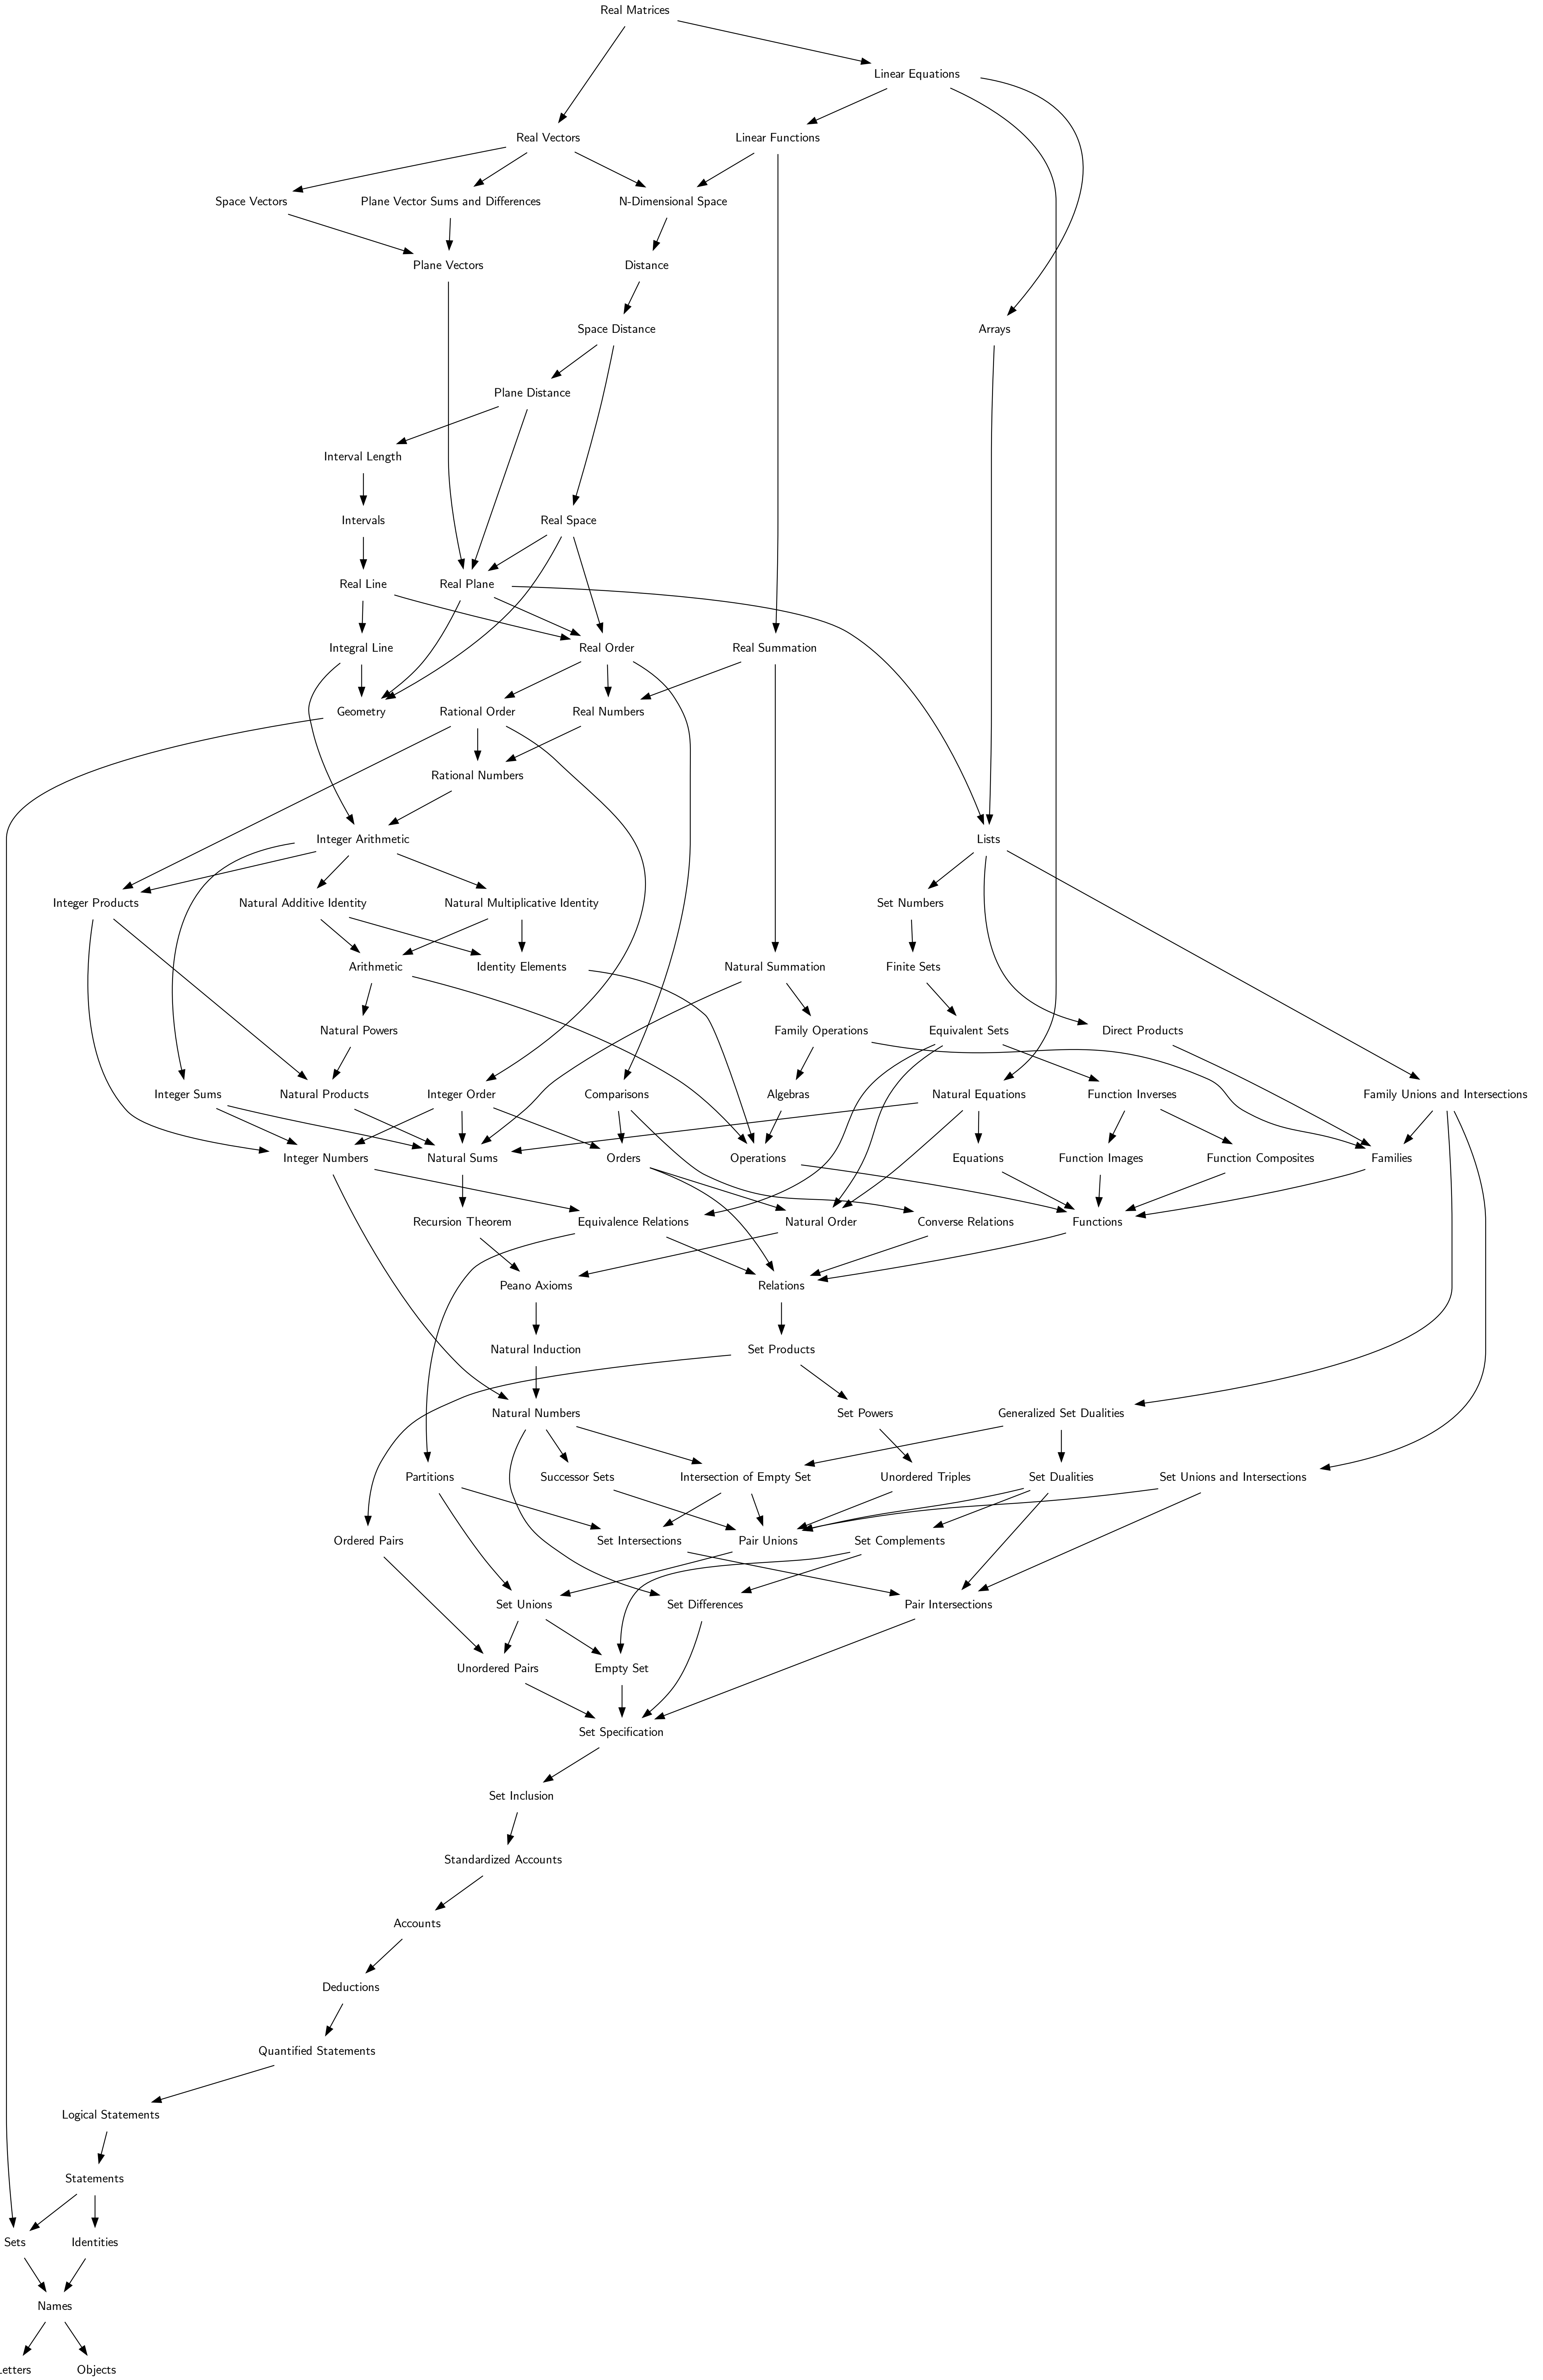 Real Matrices
Linear Equations
Real Vectors
Linear Functions
Space Vectors
Plane Vector Sums and Differences
N-Dimensional Space
Plane Vectors
Distance
Space Distance
Arrays
Plane Distance
Interval Length
Intervals
Real Space
Real Line
Real Plane
Integral Line
Real Order
Real Summation
Geometry
Rational Order
Real Numbers
Rational Numbers
Integer Arithmetic
Lists
Integer Products
Natural Additive Identity
Natural Multiplicative Identity
Set Numbers
Arithmetic
Identity Elements
Natural Summation
Finite Sets
Natural Powers
Family Operations
Equivalent Sets
Direct Products
Integer Sums
Natural Products
Integer Order
Comparisons
Algebras
Natural Equations
Function Inverses
Family Unions and Intersections
Integer Numbers
Natural Sums
Orders
Operations
Equations
Function Images
Function Composites
Families
Recursion Theorem
Equivalence Relations
Natural Order
Converse Relations
Functions
Peano Axioms
Relations
Natural Induction
Set Products
Natural Numbers
Set Powers
Generalized Set Dualities
Partitions
Successor Sets
Intersection of Empty Set
Unordered Triples
Set Dualities
Set Unions and Intersections
Ordered Pairs
Set Intersections
Pair Unions
Set Complements
Set Unions
Set Differences
Pair Intersections
Unordered Pairs
Empty Set
Set Specification
Set Inclusion
Standardized Accounts
Accounts
Deductions
Quantified Statements
Logical Statements
Statements
Sets
Identities
Names
etters
Objects